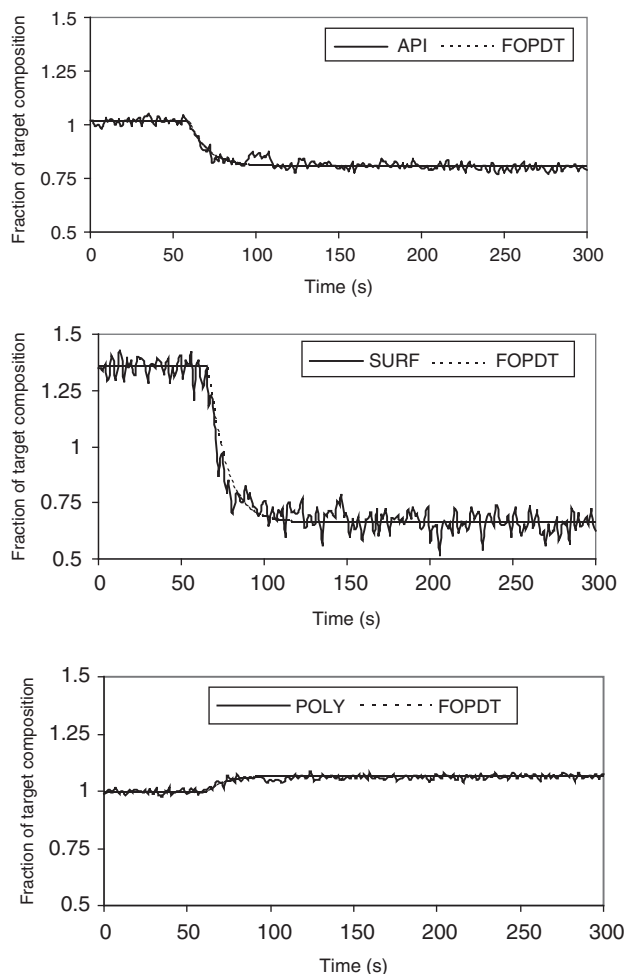 Fraction of target composition
1.5
1.25
1
0.75
0.5
API
FOPDT
0 50 100 150 200 250 300
Time (s)
Fraction of target composition
1.5
1.25
1
0.75
0.5
SURF
FOPDT
0 50 100 150 200 250 300
Time (s)
Fraction of target composition
1.5
1.25
1
0.75
0.5
POLY
FOPDT
0 50 100 150 200 250 300
Time (s)